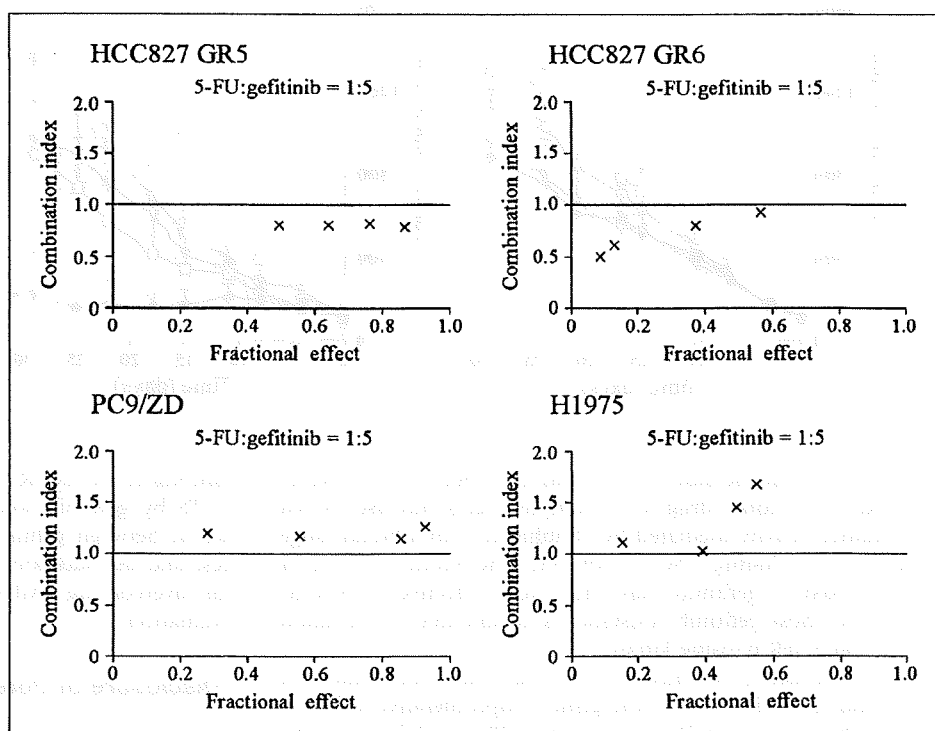 HCC827 GR5
5-FU:gefitinib = 1:5
2.0
1.5
1.0
0.5
0
Combination index
0 0.2 0.4 0.6 0.8 1.0
Fractional effect
HCC827 GR6
5-FU:gefitinib = 1:5
2.0
1.5
1.0
0.5
0
Combination index
0 0.2 0.4 0.6 0.8 1.0
Fractional effect
PC9/ZD
5-FU:gefitinib = 1:5
2.0
1.5
1.0
0.5
0
Combination index
0 0.2 0.4 0.6 0.8 1.0
Fractional effect
H1975
5-FU:gefitinib = 1:5
2.0
1.5
1.0
0.5
0
Combination index
0 0.2 0.4 0.6 0.8 1.0
Fractional effect